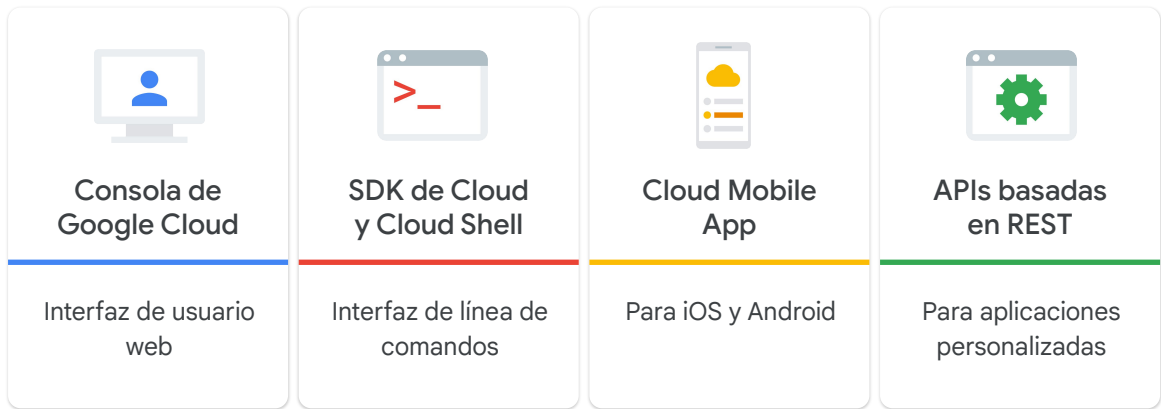 Consola de
Google Cloud
Interfaz de usuario
web
SDK de Cloud
y Cloud Shell
Interfaz de línea de
comandos
Cloud Mobile
App
Para iOS y Android
APIs basadas
en REST
Para aplicaciones
personalizadas